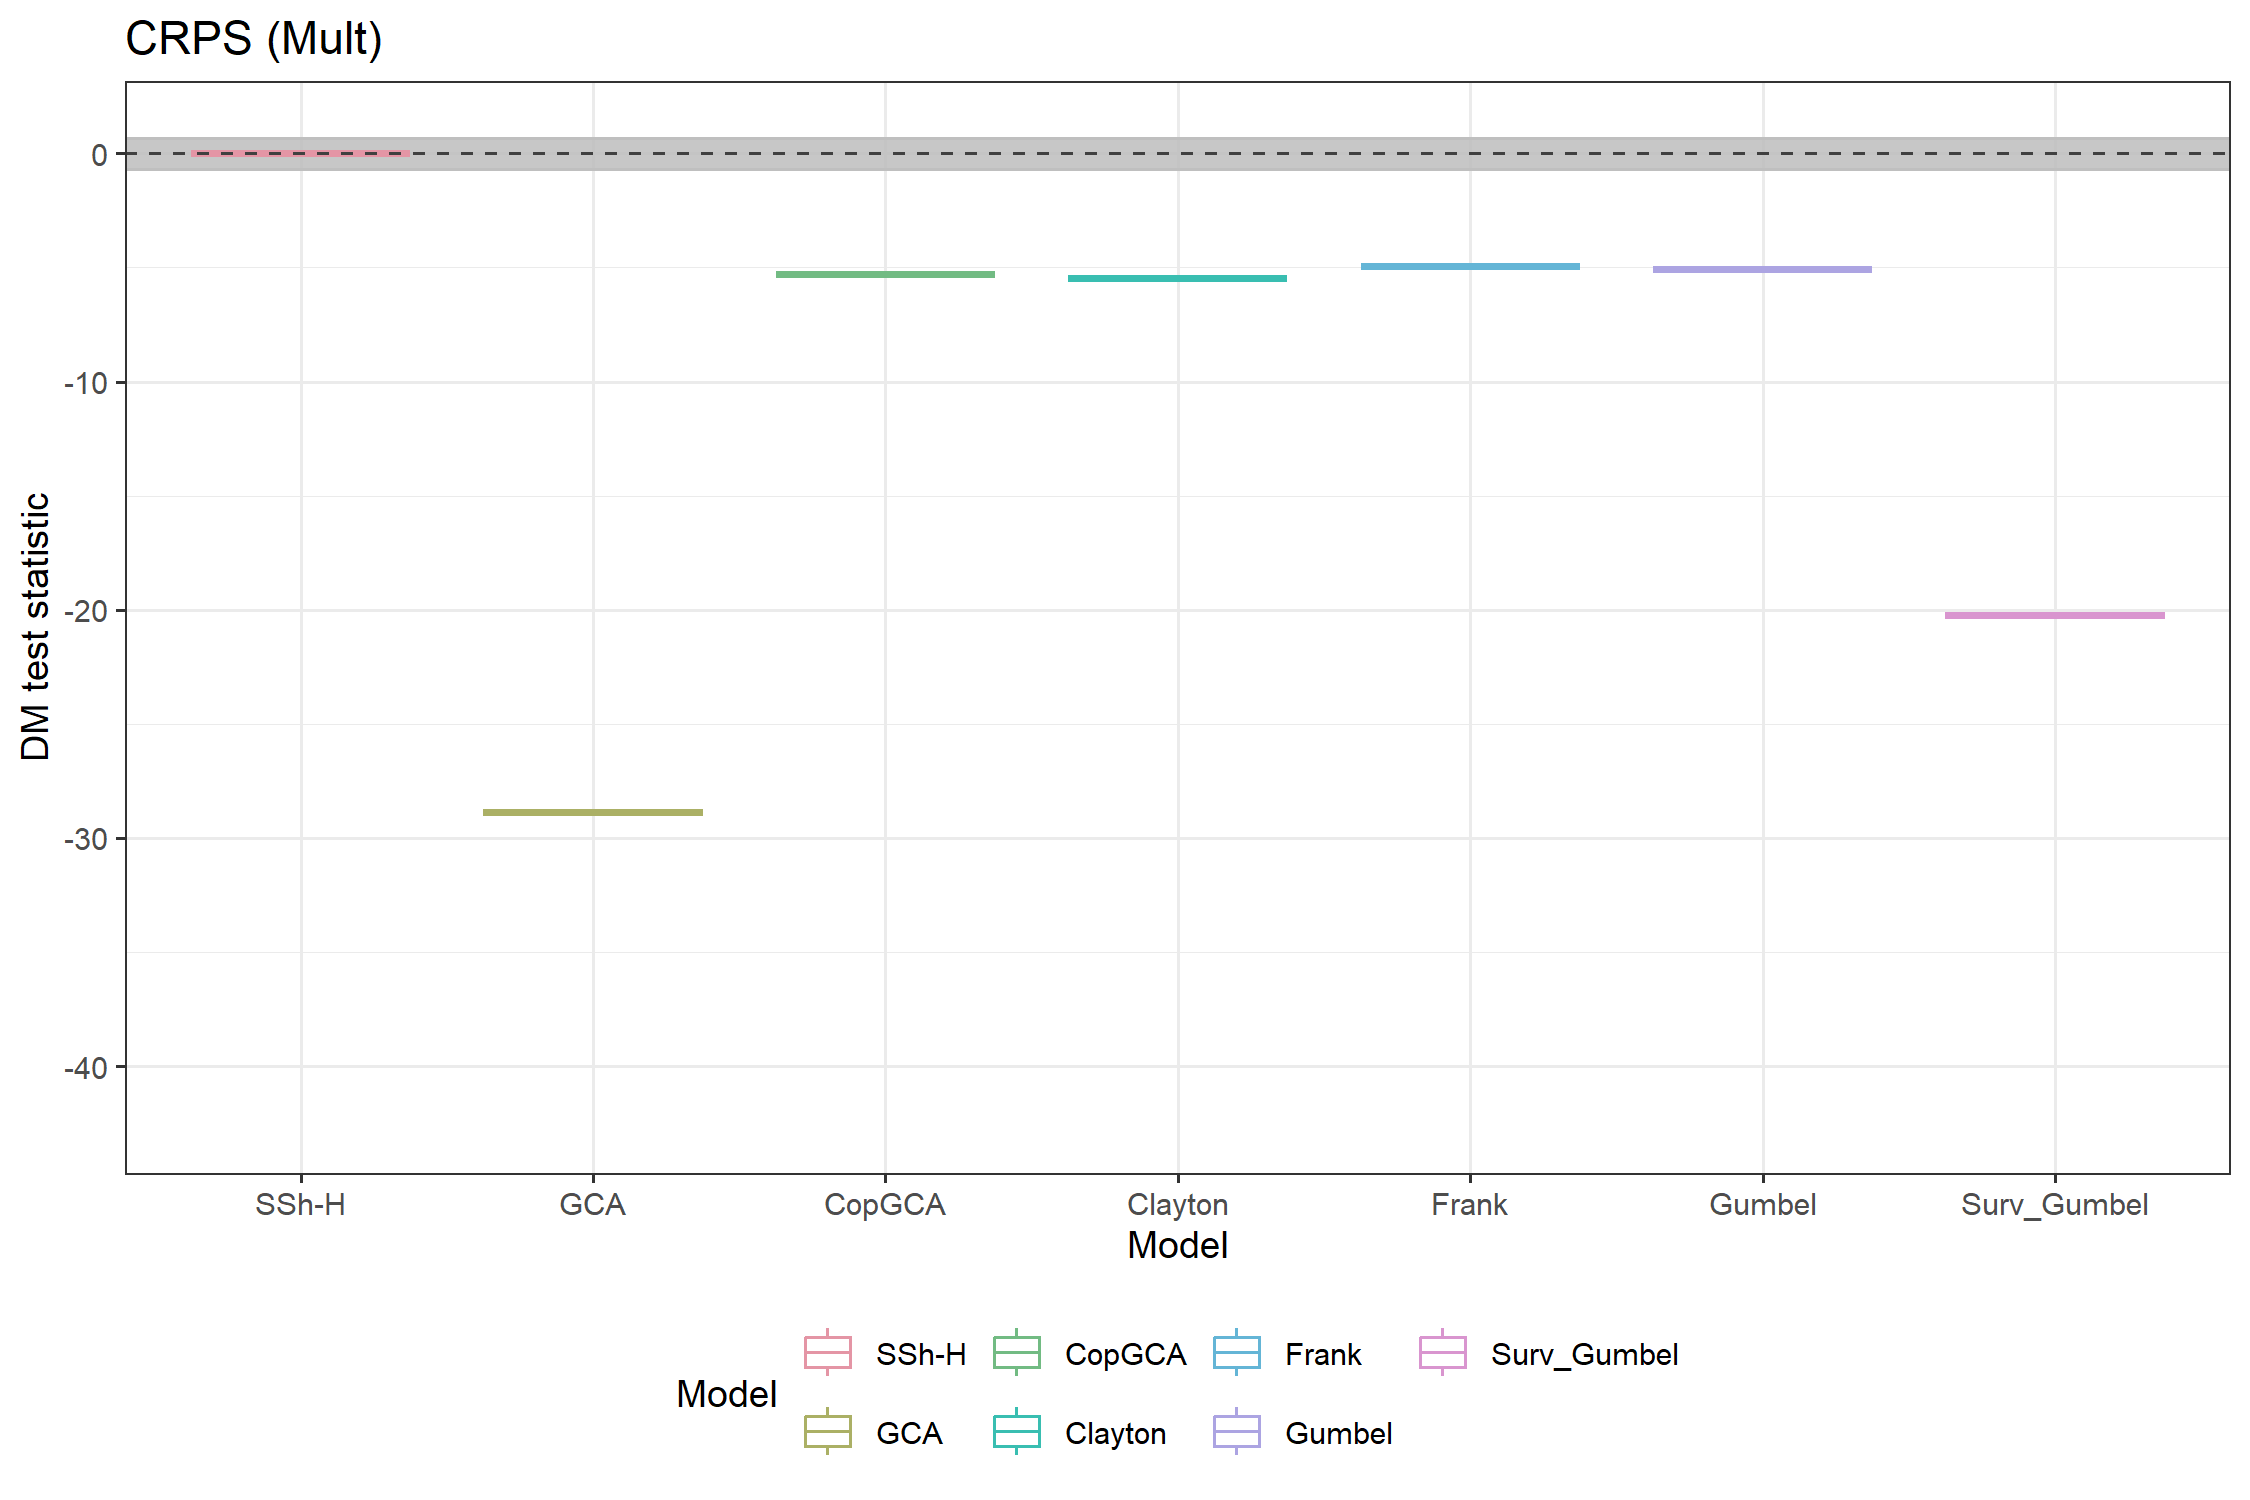 CRPS (Mult)
DM test statistic
0
-10
-20
-30
-40
SSh-H GCA CopGCA Clayton Frank Gumbel Surv_Gumbel
Model
Model
SSh-H CopGCA Frank Surv_Gumbel
GCA Clayton Gumbel